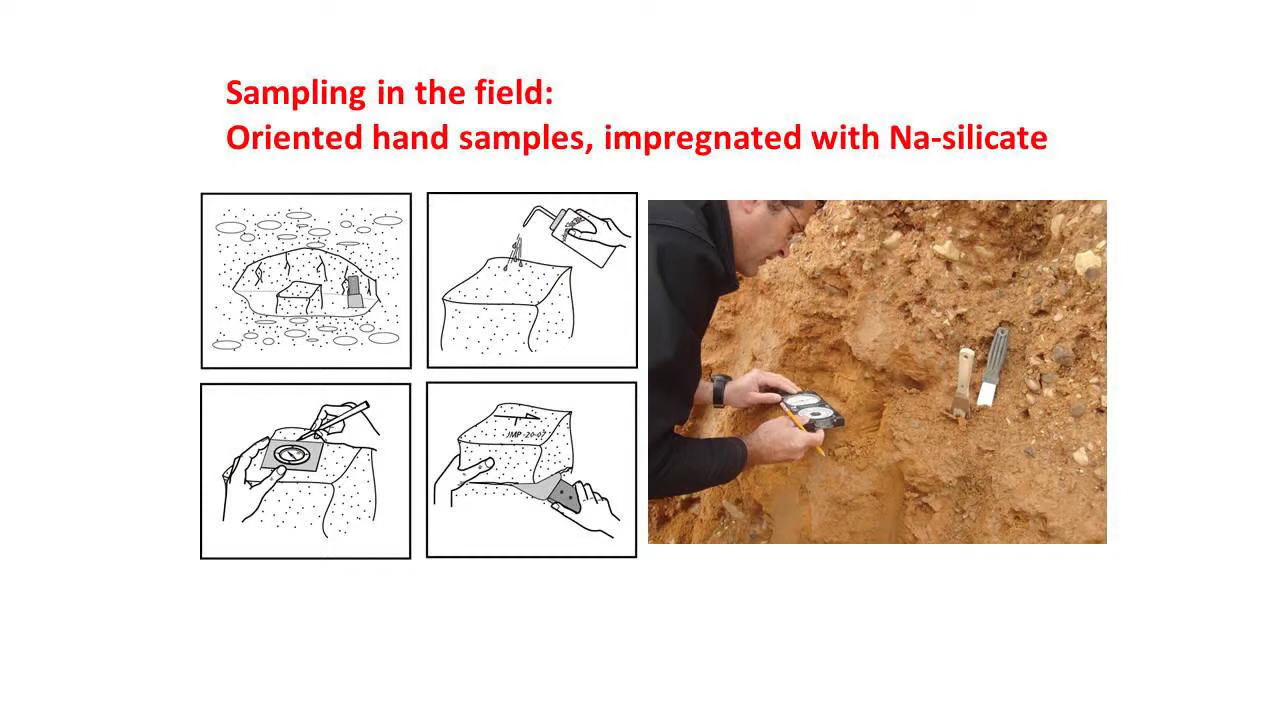 Sampling in the field:
Oriented hand samples, impregnated with Na-silicate
JMP-20-07